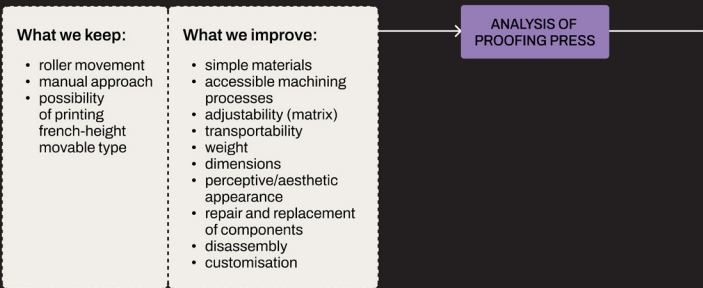 What we keep:
• roller movement
• manual approach
• possibility
of printing
french-height
movable type
What we improve:
• simple materials
• accessible machining
processes
• adjustability (matrix)
• transportability
• weight
• dimensions
• perceptive/aesthetic
appearance
• repair and replacement
of components
• disassembly
• customisation
ANALYSIS OF
PROOFING PRESS